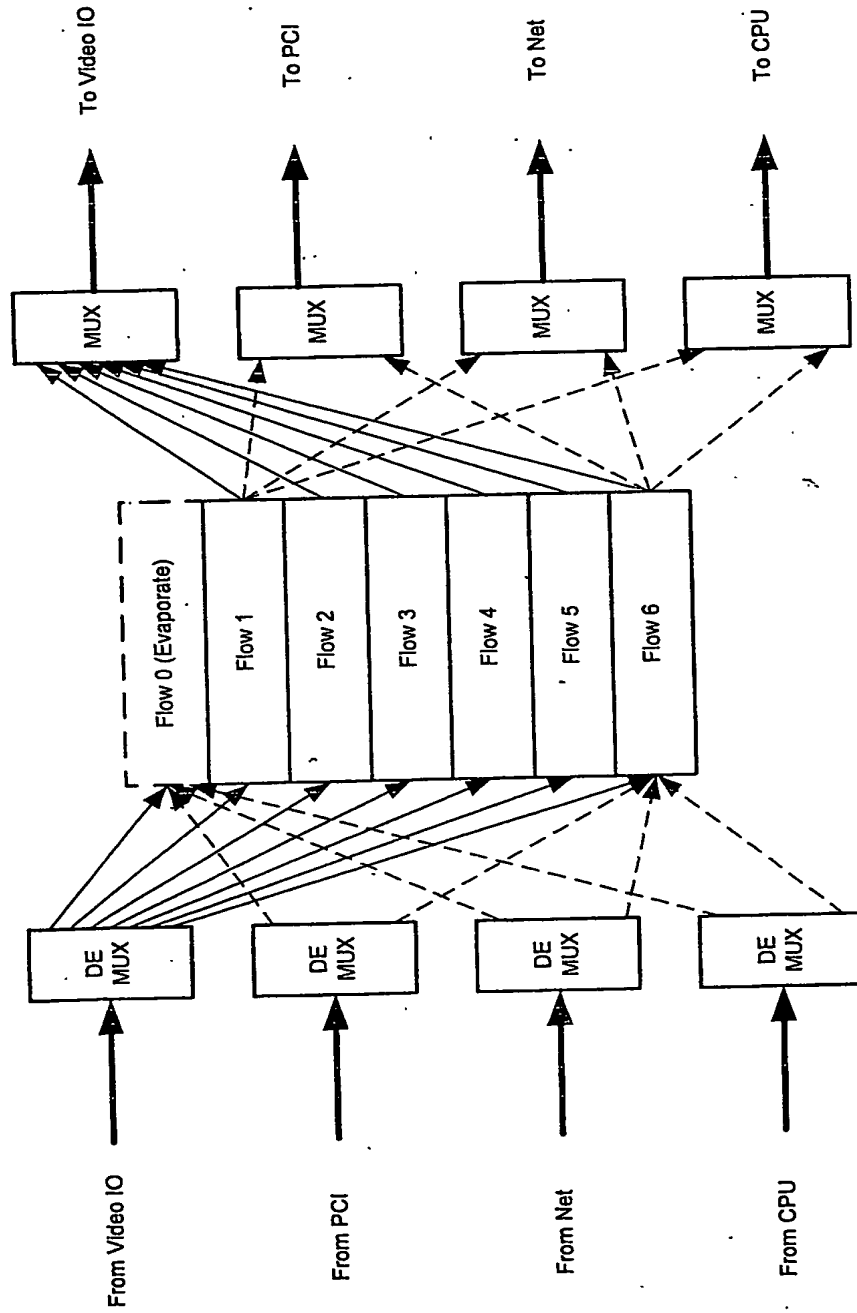 From Video IO
From PCI
From Net
From CPU
DE
MUX
DE
MUX
DE
MUX
DE
MUX
Flow 0 (Evaporate)
Flow 1
Flow 2
Flow 3
Flow 4
Flow 5
Flow 6
MUX
MUX
MUX
MUX
To Video IO
To PCI
To Net
To CPU